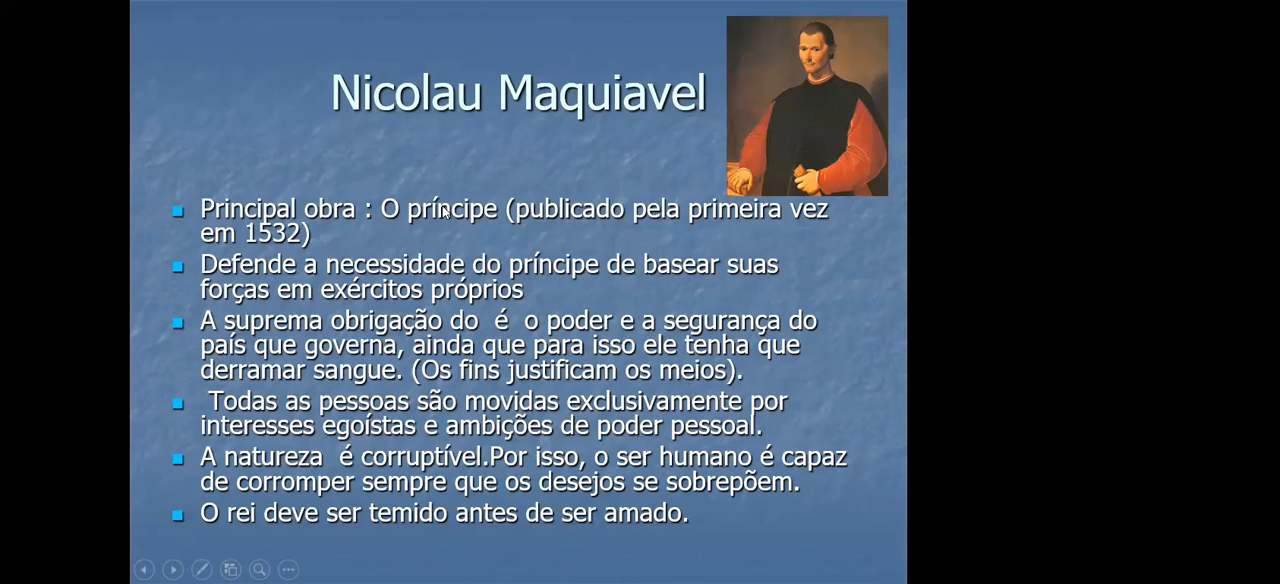 Nicolau Maquiavel
Principal obra : O príncipe (publicado pela primeira vez
em 1532)
Defende a necessidade do príncipe de basear suas
forças em exércitos próprios
A suprema obrigação do  é  o poder e a segurança do
país que governa, ainda que para isso ele tenha que
derramar sangue. (Os fins justificam os meios).
Todas as pessoas são movidas exclusivamente por
interesses egoístas e ambições de poder pessoal.
A natureza  é corruptível.Por isso, o ser humano é capaz
de corromper sempre que os desejos se sobrepõem.
O rei deve ser temido antes de ser amado.